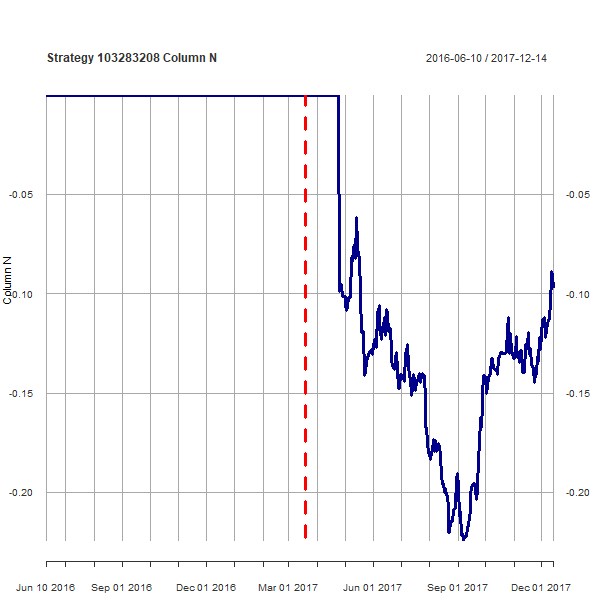 Strategy 103283208 Column N
2016-06-10 / 2017-12-14
Column N
-0.05
-0.10
-0.15
-0.20
-0.05
-0.10
-0.15
-0.20
Jun 10 2016
Sep 01 2016
Dec 01 2016
Mar 01 2017
Jun 01 2017
Sep 01 2017
Dec 01 2017